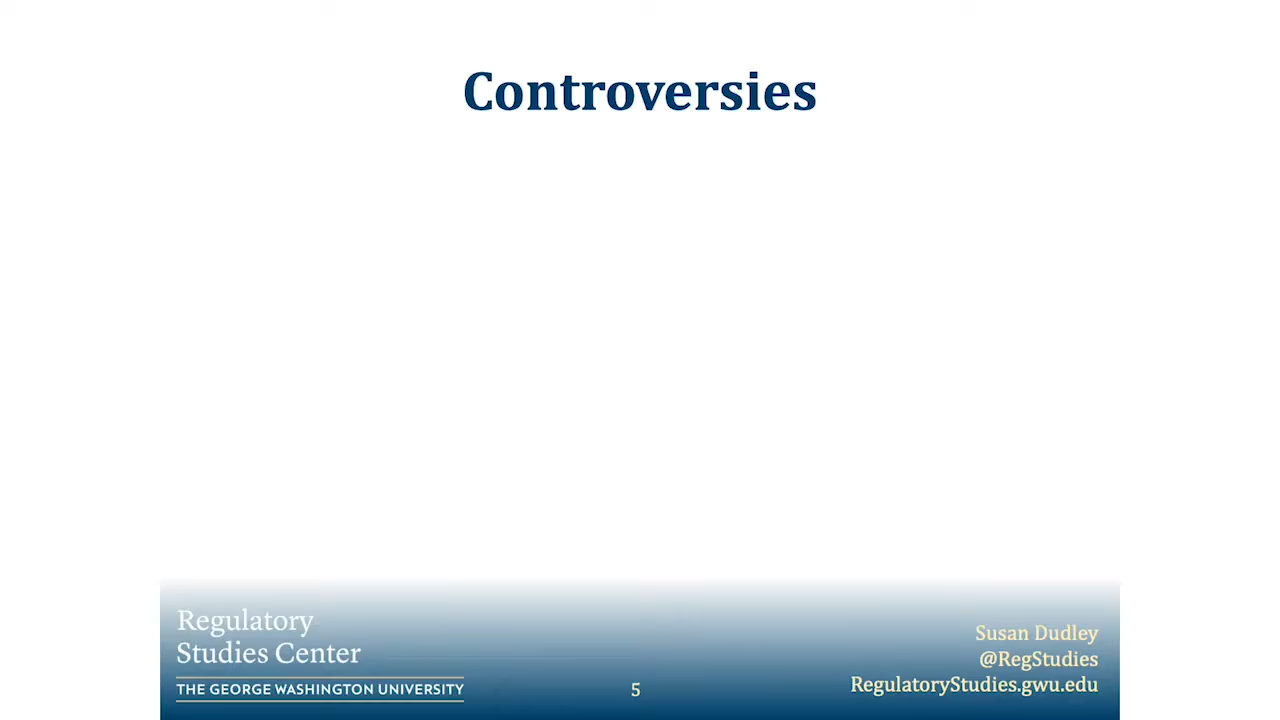 Controversies
Regulatory
Studies Center
THE GEORGE WASHINGTON UNIVERSITY
5
Susan Dudley
@RegStudies
RegulatoryStudies.gwu.edu